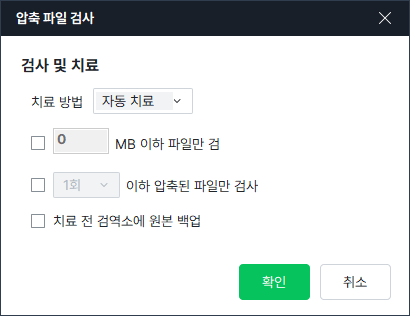 압축 파일 검사
검사 및 치료
치료 방법 자동 치료
0 MB 이하 파일만 검
1회 이하 압축된 파일만 검사
치료 전 검역소에 원본 백업
확인 취소